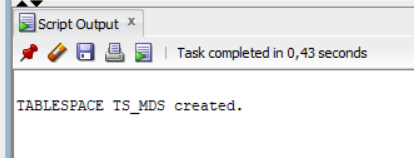 Script Output x
Task completed in 0,43 seconds
TABLESPACE TS_MDS created.